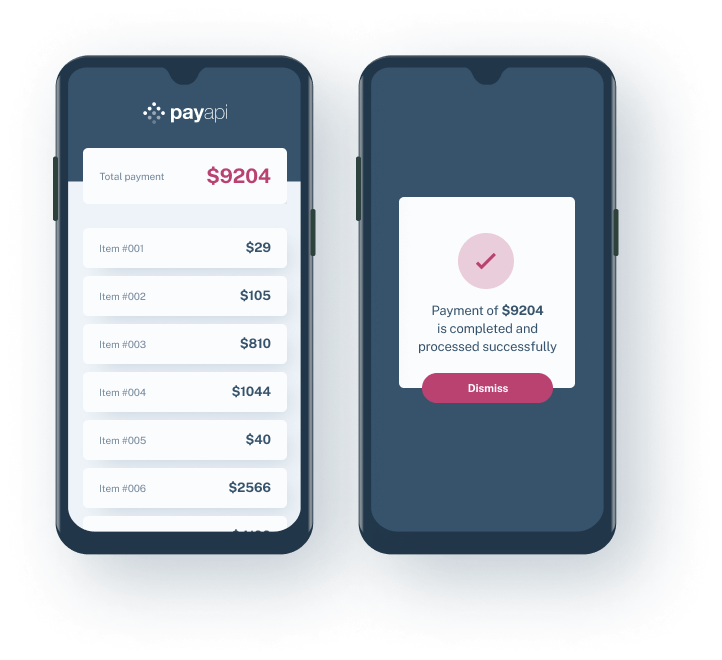 payapi
Total payment $9204
Item #001 $29
Item #002 $105
Item #003 $810
Item #004 $1044
Item #005 $40
Item #006 $2566
Payment of $9204
is completed and
processed successfully
Dismiss